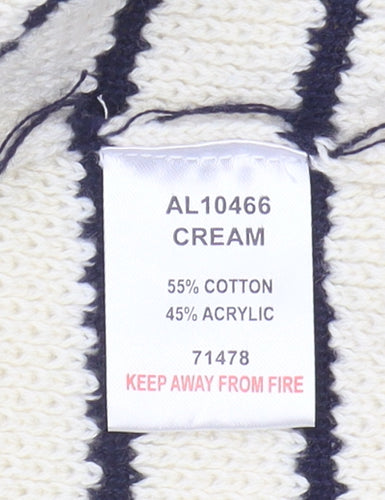 AL10466
CREAM
55% COTTON
45% ACRYLIC
71478
KEEP AWAY FROM FIRE